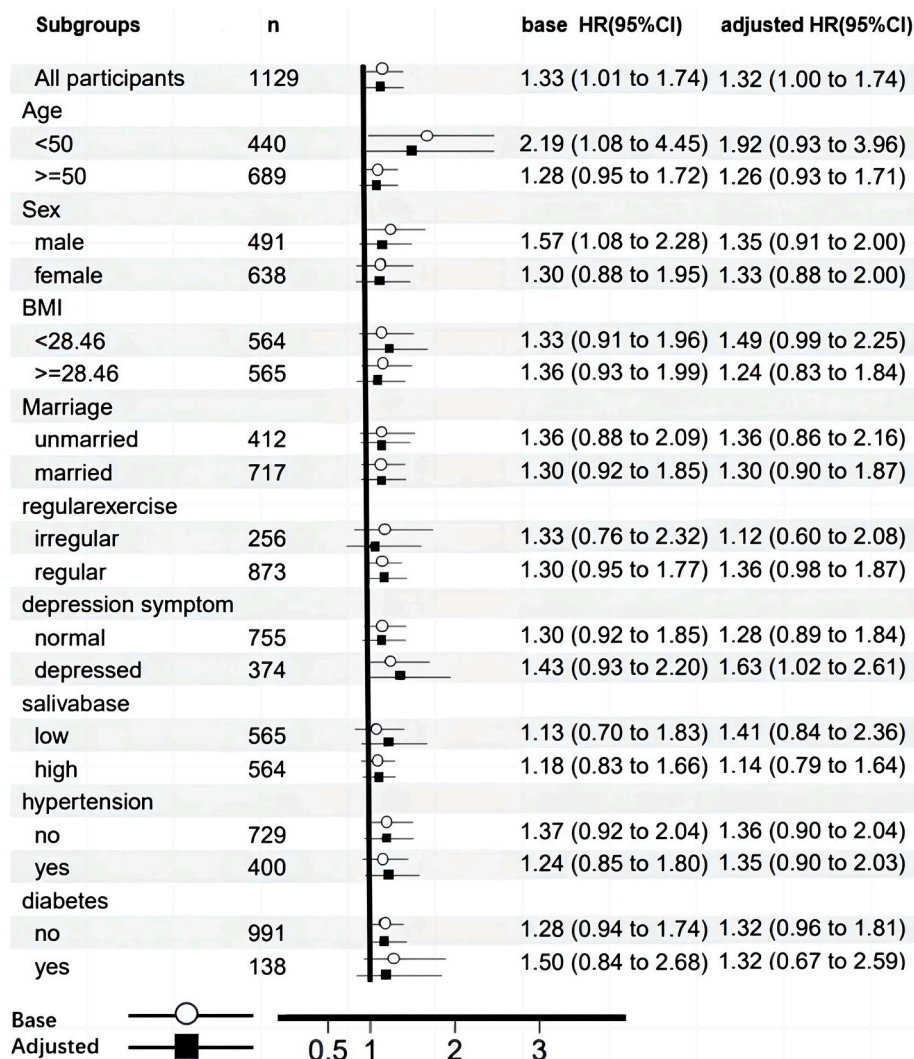 Subgroups n base HR(95%CI) adjusted HR(95%CI)
All participants 1129 1.33 (1.01 to 1.74) 1.32 (1.00 to 1.74)
Age
<50 440 2.19 (1.08 to 4.45) 1.92 (0.93 to 3.96)
>=50 689 1.28 (0.95 to 1.72) 1.26 (0.93 to 1.71)
Sex
male 491 1.57 (1.08 to 2.28) 1.35 (0.91 to 2.00)
female 638 1.30 (0.88 to 1.95) 1.33 (0.88 to 2.00)
BMI
<28.46 564 1.33 (0.91 to 1.96) 1.49 (0.99 to 2.25)
>=28.46 565 1.36 (0.93 to 1.99) 1.24 (0.83 to 1.84)
Marriage
unmarried 412 1.36 (0.88 to 2.09) 1.36 (0.86 to 2.16)
married 717 1.30 (0.92 to 1.85) 1.30 (0.90 to 1.87)
regularexercise
irregular 256 1.33 (0.76 to 2.32) 1.12 (0.60 to 2.08)
regular 873 1.30 (0.95 to 1.77) 1.36 (0.98 to 1.87)
depression symptom
normal 755 1.30 (0.92 to 1.85) 1.28 (0.89 to 1.84)
depressed 374 1.43 (0.93 to 2.20) 1.63 (1.02 to 2.61)
salivabase
low 565 1.13 (0.70 to 1.83) 1.41 (0.84 to 2.36)
high 564 1.18 (0.83 to 1.66) 1.14 (0.79 to 1.64)
hypertension
no 729 1.37 (0.92 to 2.04) 1.36 (0.90 to 2.04)
yes 400 1.24 (0.85 to 1.80) 1.35 (0.90 to 2.03)
diabetes
no 991 1.28 (0.94 to 1.74) 1.32 (0.96 to 1.81)
yes 138 1.50 (0.84 to 2.68) 1.32 (0.67 to 2.59)
Base
Adjusted 0.5 1 2 3